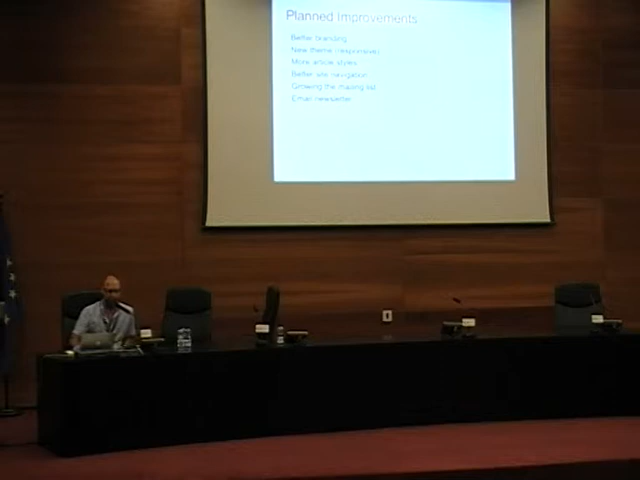 Planned Improvements
Better branding
New theme (responsive)
More article styles
Better site navigation
Growing the mailing list
Email newsletter